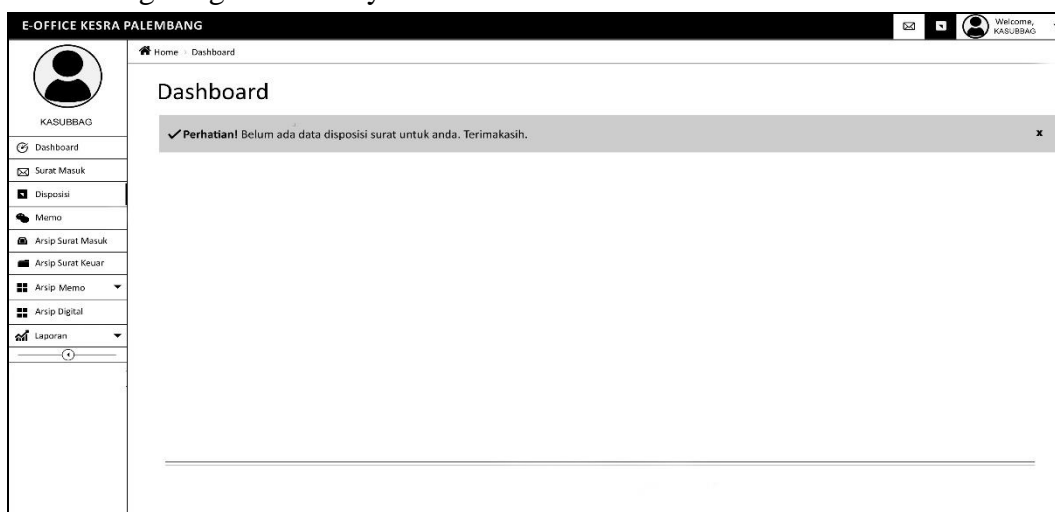 E-OFFICE KESRA PALEMBANG
Welcome,
KASUBBAG
Home Dashboard
KASUBBAG
Dashboard
Perhatian! Belum ada data disposisi surat untuk anda. Terimakasih.
x
Dashboard
Surat Masuk
Disposisi
Memo
Arsip Surat Masuk
Arsip Surat Keuar
Arsip Memo
Arsip Digital
Laporan